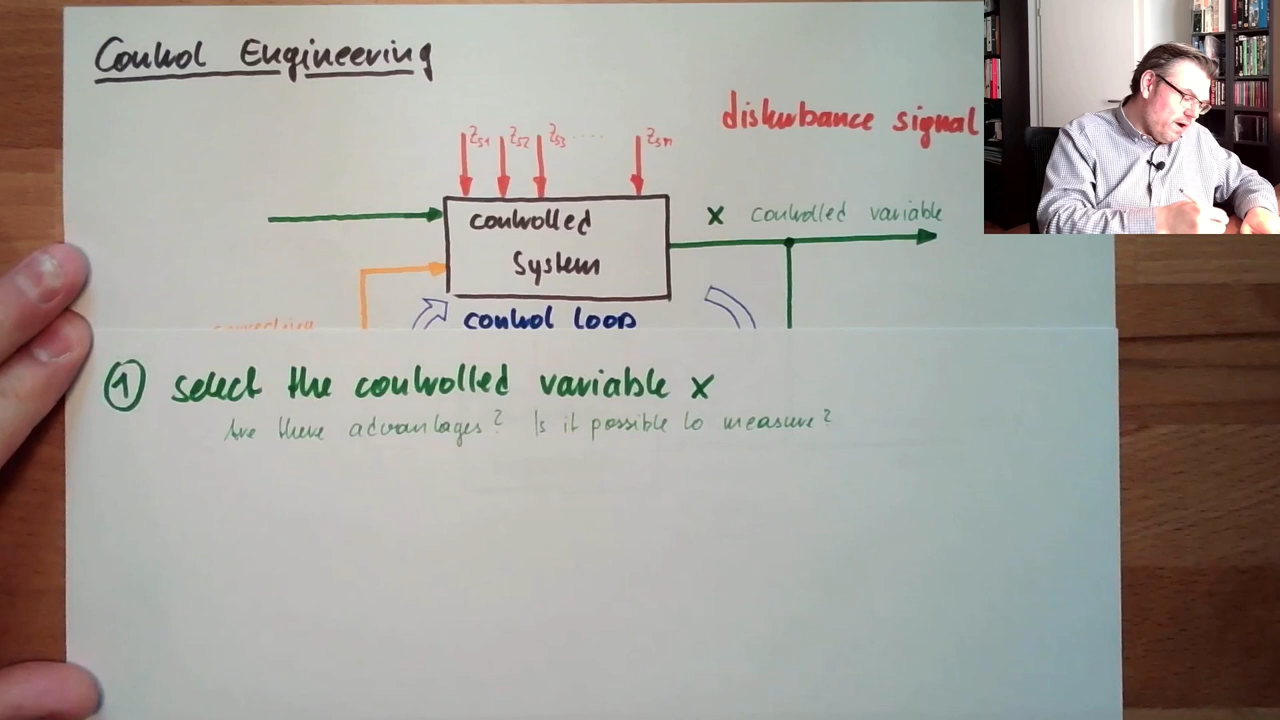 Control Engineering
disturbance signal
zS1 zS2 zS3 .... zSn
controlled
System
x controlled variable
control loop
① select the controlled variable x
Are there advantages? Is it possible to measure?